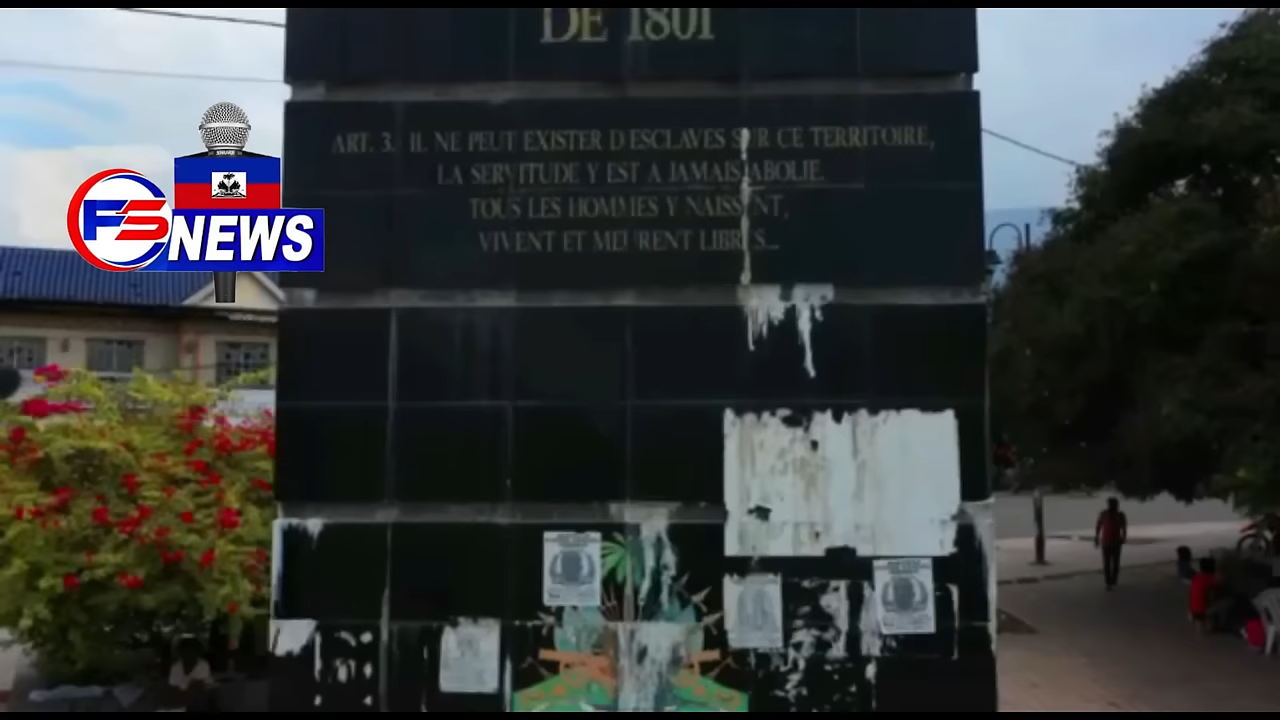 DE 1801
ART. 3. IL NE PEUT EXISTER D'ESCLAVES SUR CE TERRITOIRE,
LA SERVITUDE Y EST A JAMAIS ABOLIE.
TOUS LES HOMMES Y NAISSENT,
VIVENT ET MEURENT LIBRES...
FS
NEWS